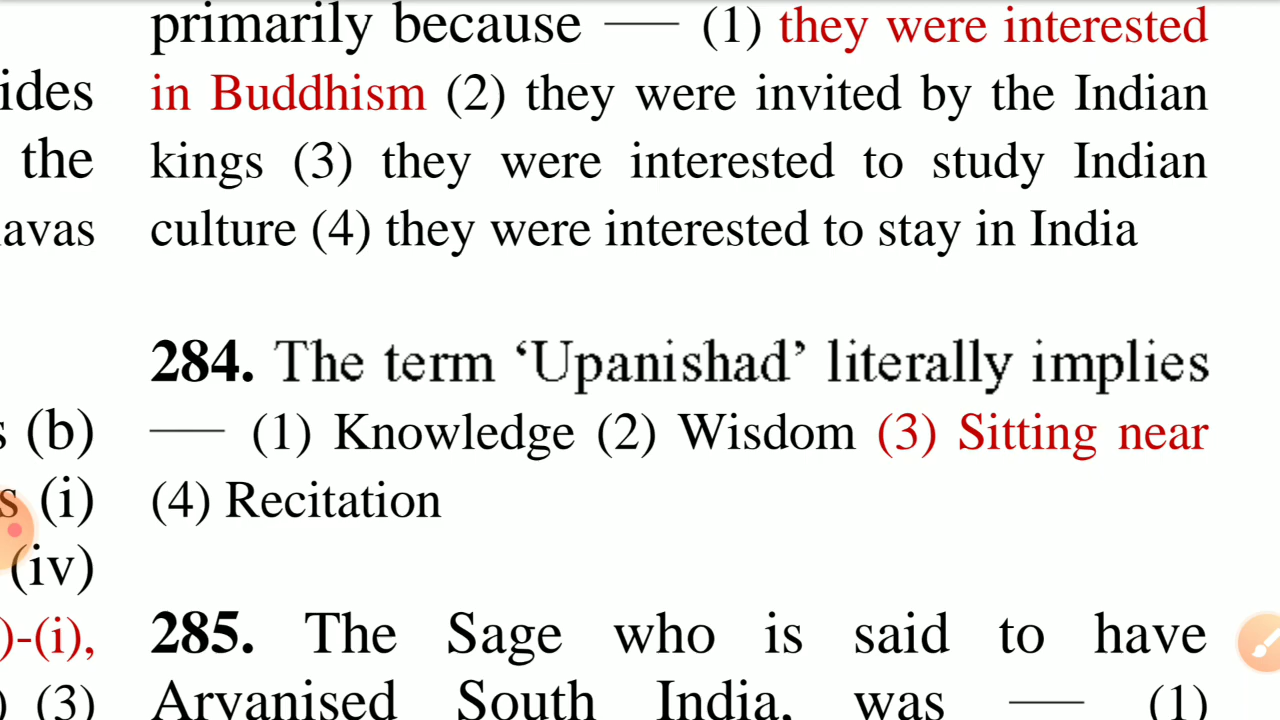 ides
the
avas
s (b)
s (i)
(iv)
)-(i),
) (3)
primarily because — (1) they were interested
in Buddhism (2) they were invited by the Indian
kings (3) they were interested to study Indian
culture (4) they were interested to stay in India
284. The term ‘Upanishad’ literally implies
— (1) Knowledge (2) Wisdom (3) Sitting near
(4) Recitation
285. The Sage who is said to have
Aryanised South India, was — (1)